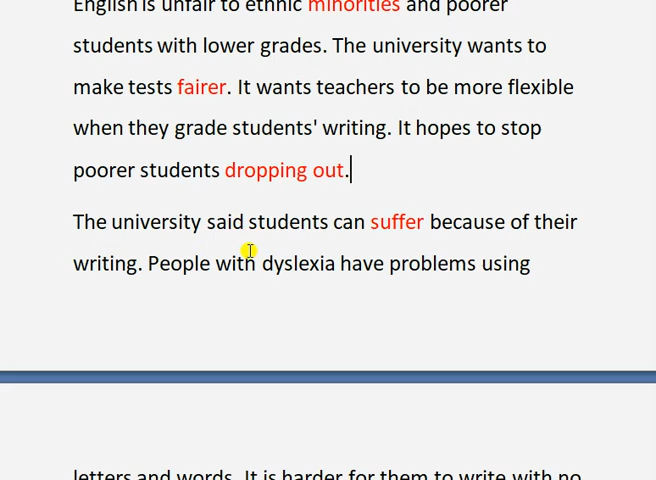 English is unfair to ethnic minorities and poorer
students with lower grades. The university wants to
make tests fairer. It wants teachers to be more flexible
when they grade students' writing. It hopes to stop
poorer students dropping out.
The university said students can suffer because of their
writing. People with dyslexia have problems using
letters and words. It is harder for them to write with no